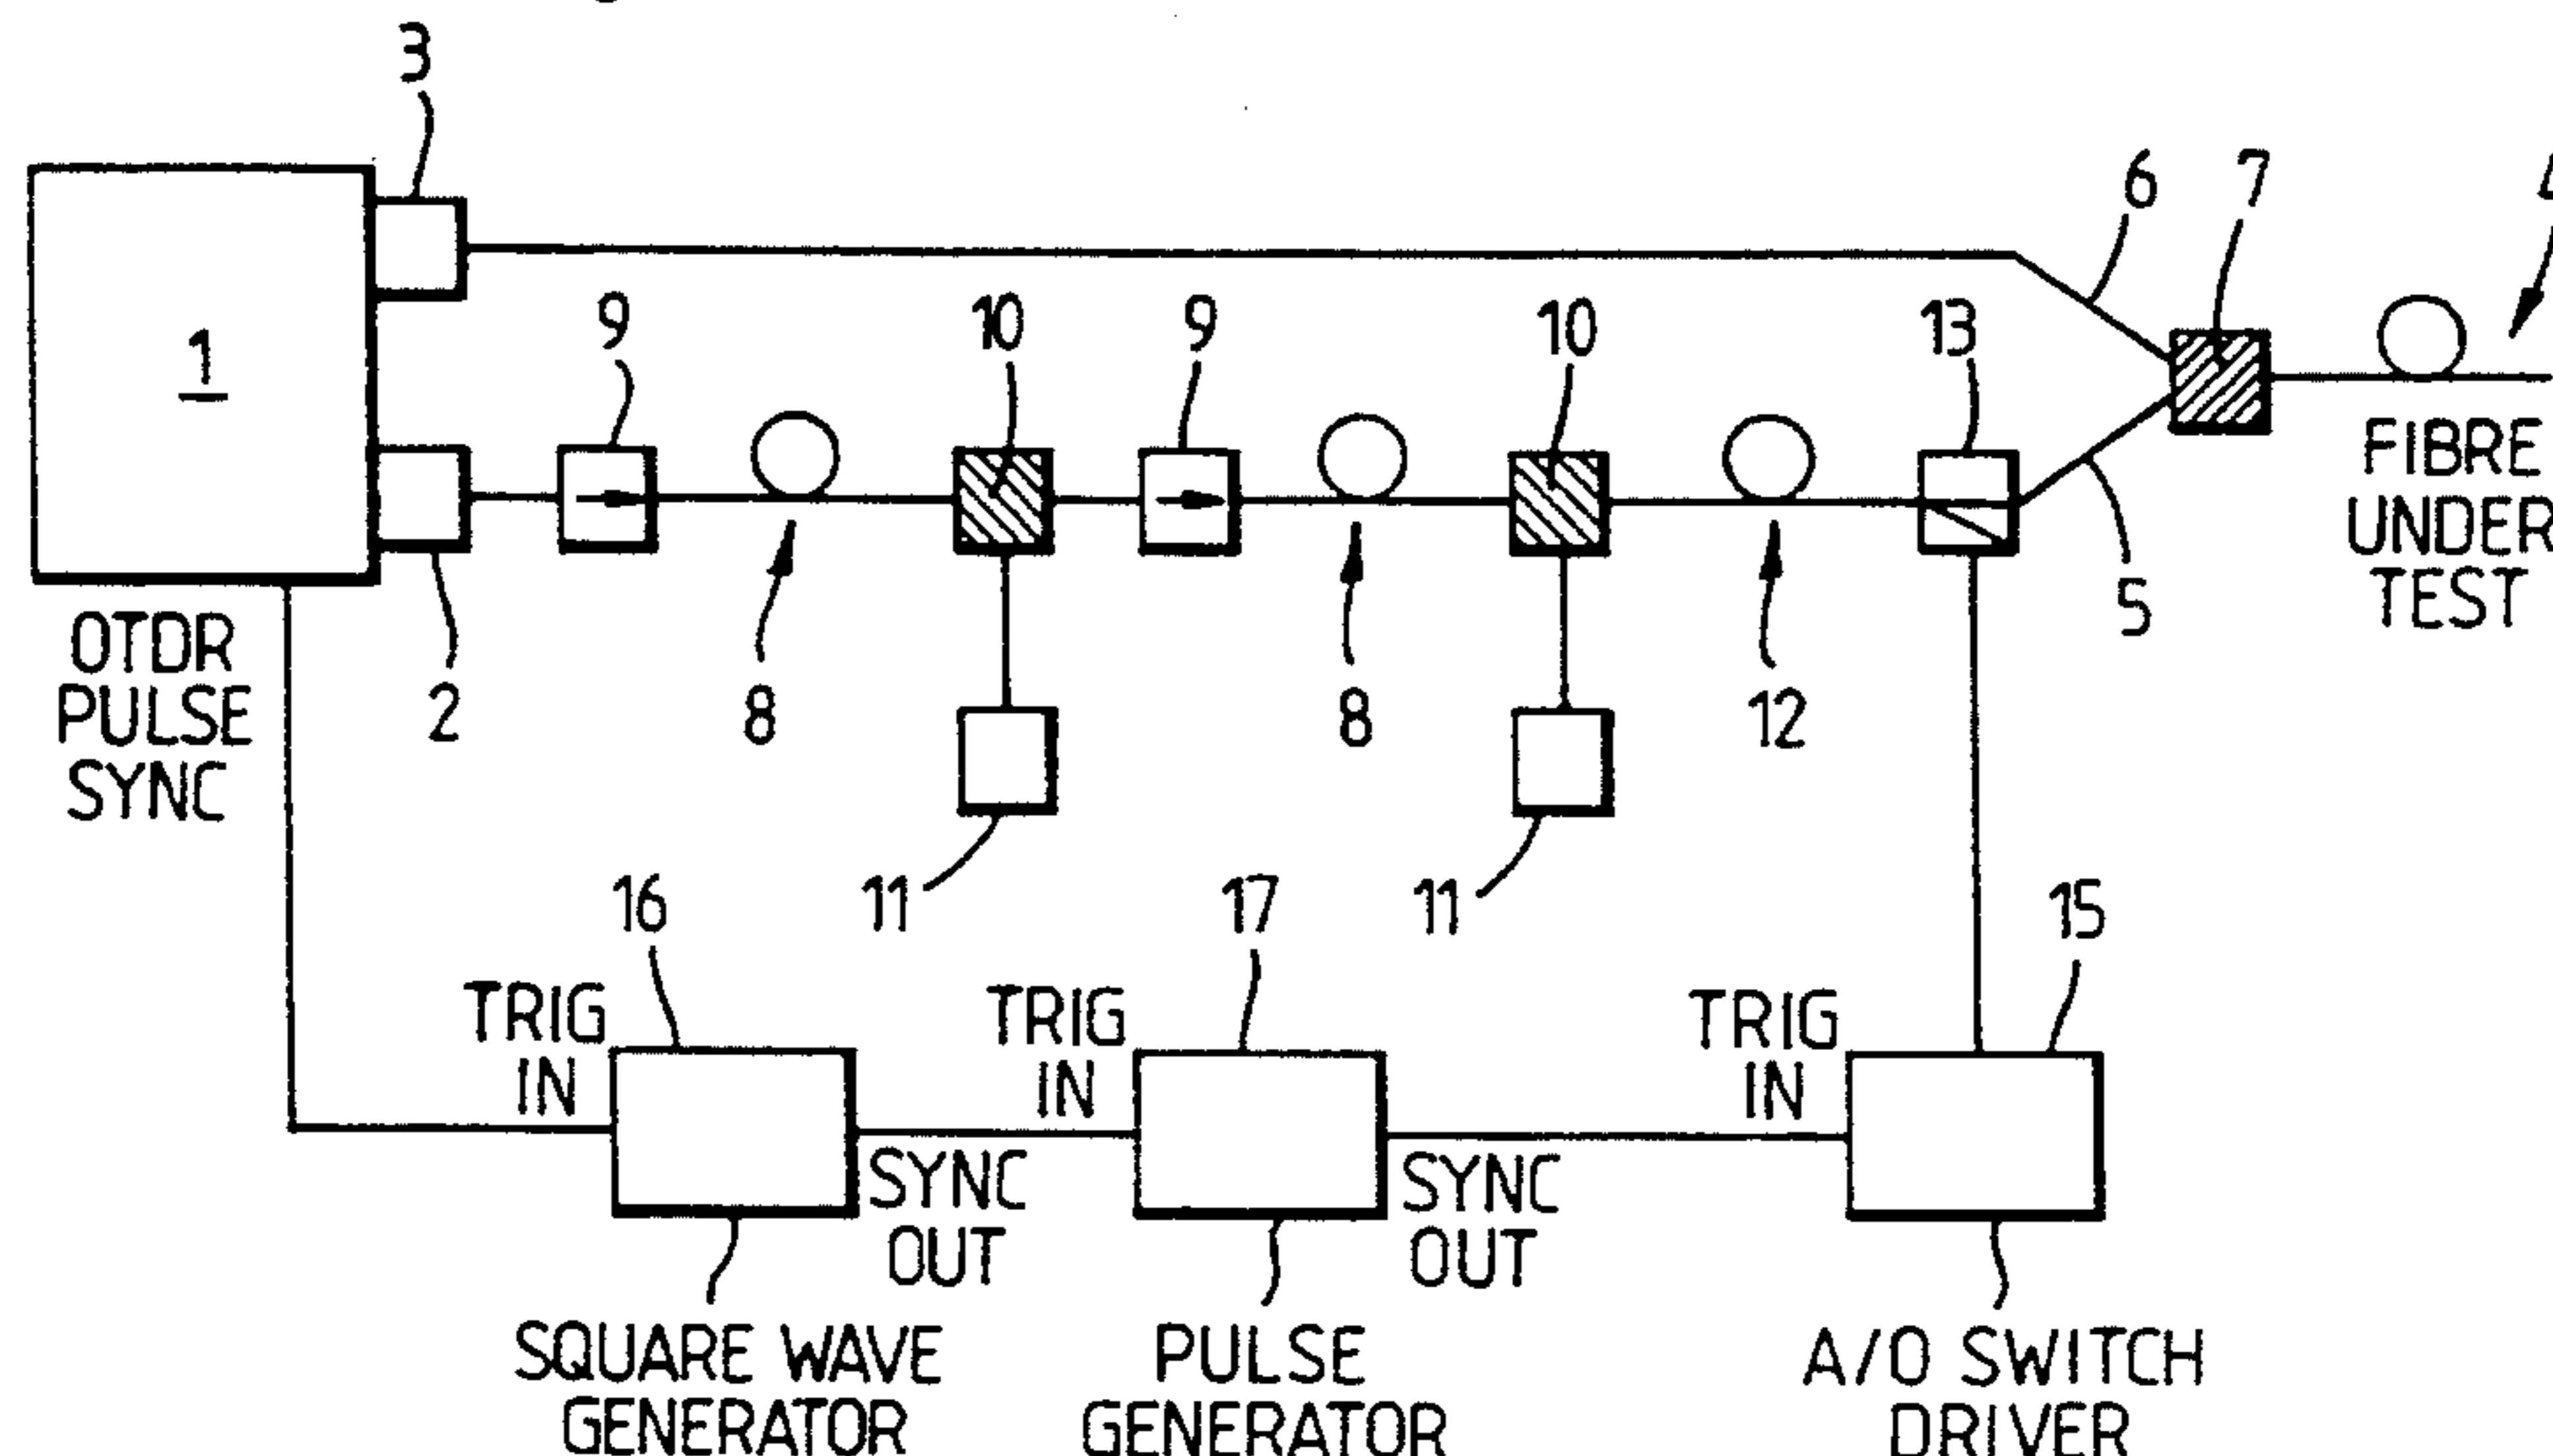 3
6
7
1
9
10
9
10
13
FIBRE
UNDER
TEST
5
OTDR
PULSE
SYNC
2
8
8
12
11
11
16
17
15
TRIG
IN
TRIG
IN
TRIG
IN
SYNC
OUT
SYNC
OUT
SQUARE WAVE
GENERATOR
PULSE
GENERATOR
A/O SWITCH
DRIVER